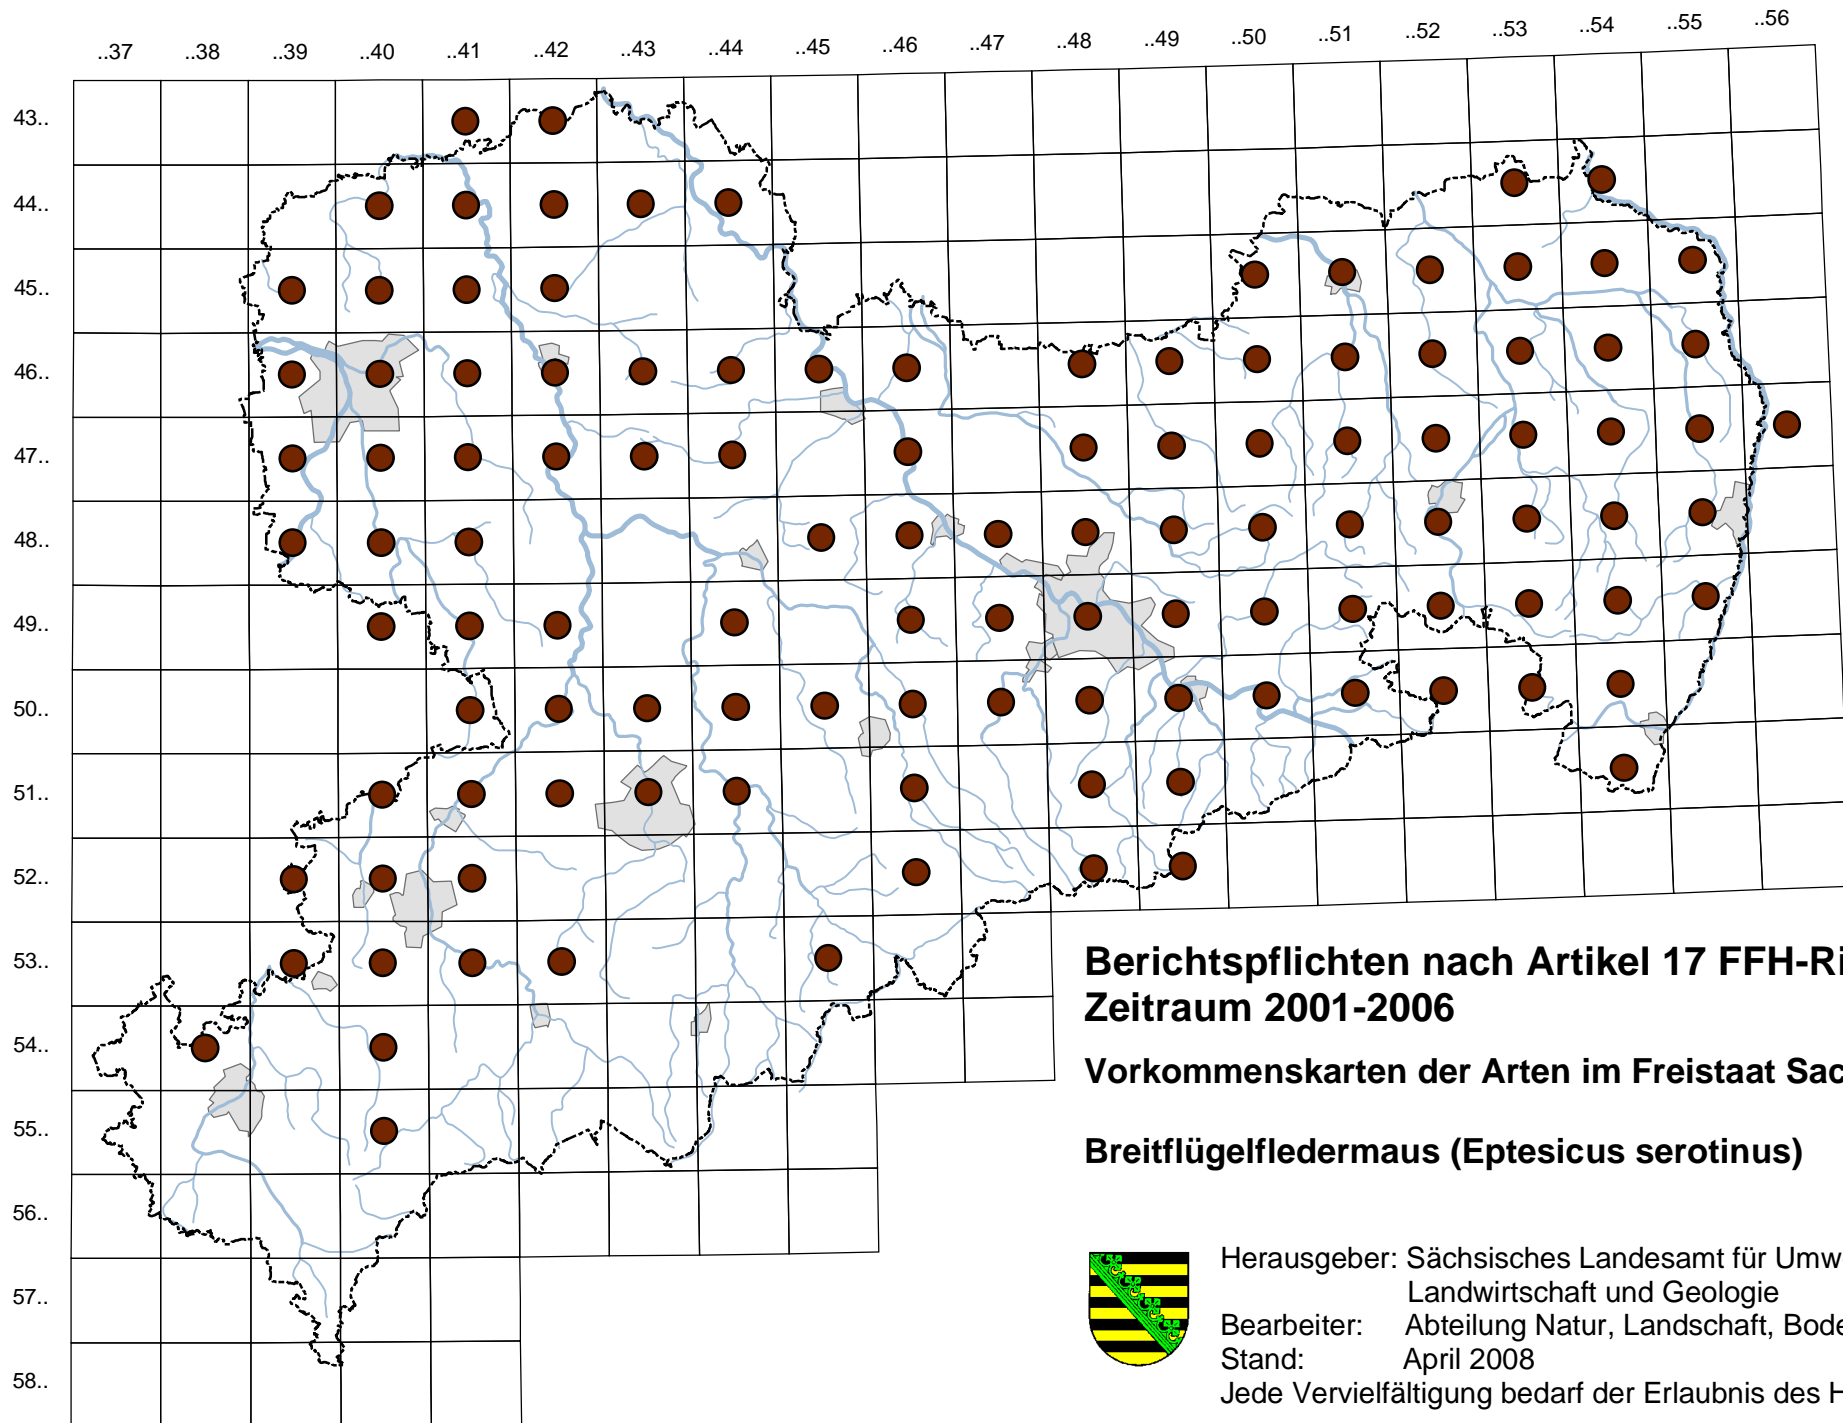 ..37 ..38 ..39 ..40 ..41 ..42 ..43 ..44 ..45 ..46 ..47 ..48 ..49 ..50 ..51 ..52 ..53 ..54 ..55 ..56
43..
44..
45..
46..
47..
48..
49..
50..
51..
52..
53..
54..
55..
56..
57..
58..
Berichtspflichten nach Artikel 17 FFH-Ri
Zeitraum 2001-2006
Vorkommenskarten der Arten im Freistaat Sac
Breitflügelfledermaus (Eptesicus serotinus)
Herausgeber: Sächsisches Landesamt für Umw
Landwirtschaft und Geologie
Bearbeiter: Abteilung Natur, Landschaft, Bode
Stand: April 2008
Jede Vervielfältigung bedarf der Erlaubnis des H